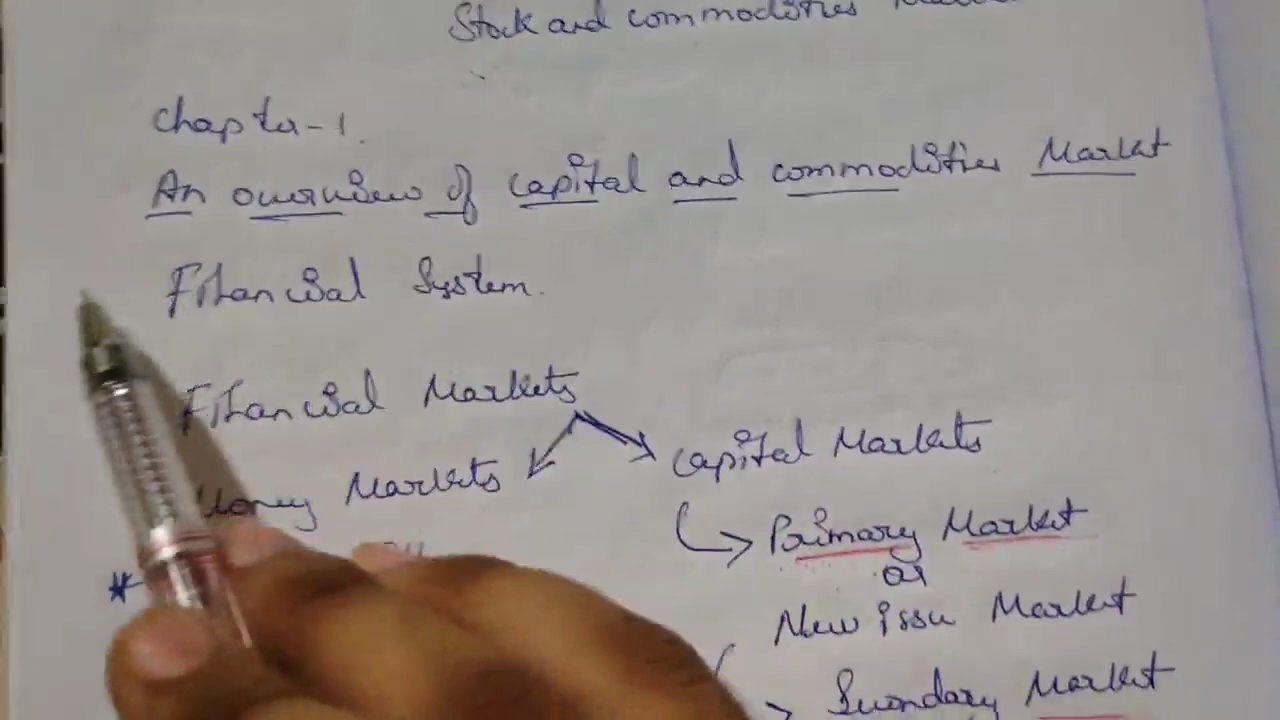 Stock and commodities
Chapter-1.
An overview of capital and commodities Market
Financial System.
Financial Markets
Money Markets
Capital Markets
Primary Market
or
New issue Market
Secondary Market